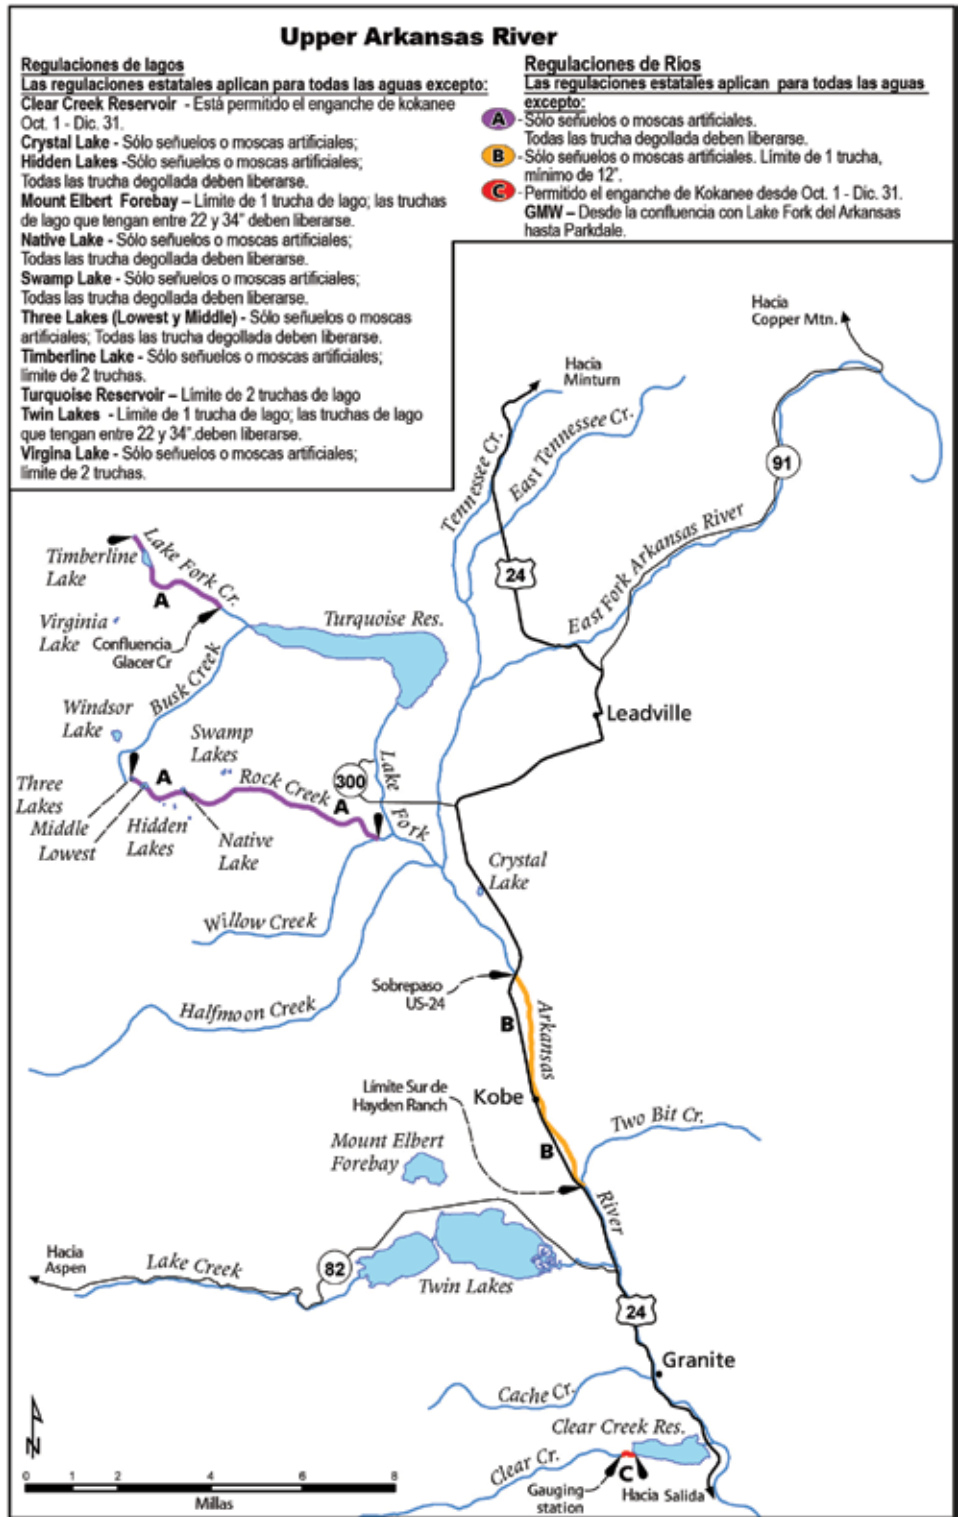 Upper Arkansas River
Regulaciones de lagos
Las regulaciones estatales aplican para todas las aguas excepto:
Clear Creek Reservoir - Está permitido el enganche de kokanee
Oct. 1 - Dic. 31.
Crystal Lake - Sólo señuelos o moscas artificiales;
Hidden Lakes -Sólo señuelos o moscas artificiales;
Todas las trucha degollada deben liberarse.
Mount Elbert Forebay – Límite de 1 trucha de lago; las truchas
de lago que tengan entre 22 y 34" deben liberarse.
Native Lake - Sólo señuelos o moscas artificiales;
Todas las trucha degollada deben liberarse.
Swamp Lake - Sólo señuelos o moscas artificiales;
Todas las trucha degollada deben liberarse.
Three Lakes (Lowest y Middle) - Sólo señuelos o moscas
artificiales; Todas las trucha degollada deben liberarse.
Timberline Lake - Sólo señuelos o moscas artificiales;
límite de 2 truchas.
Turquoise Reservoir – Límite de 2 truchas de lago
Twin Lakes - Límite de 1 trucha de lago; las truchas de lago
que tengan entre 22 y 34".deben liberarse.
Virgina Lake - Sólo señuelos o moscas artificiales;
límite de 2 truchas.
Regulaciones de Ríos
Las regulaciones estatales aplican para todas las aguas
excepto:
A - Sólo señuelos o moscas artificiales.
Todas las trucha degollada deben liberarse.
B - Sólo señuelos o moscas artificiales. Límite de 1 trucha,
mínimo de 12".
C - Permitido el enganche de Kokanee desde Oct. 1 - Dic. 31.
GMW – Desde la confluencia con Lake Fork del Arkansas
hasta Parkdale.
Hacia
Copper Mtn.
Hacia
Minturn
Tennessee Cr.
East Tennessee Cr.
91
24
East Fork Arkansas River
Lake Fork Cr.
Timberline
Lake
A
Virginia
Lake
Confluencia
Glacer Cr
Turquoise Res.
Busk Creek
Leadville
Windsor
Lake
Swamp
Lakes
A
Rock Creek
A
300
Lake
Fork
Three
Lakes
Middle
Lowest
Hidden
Lakes
Native
Lake
Crystal
Lake
Willow Creek
Halfmoon Creek
Sobrepaso
US-24
Arkansas
B
Límite Sur de
Hayden Ranch
Kobe
Two Bit Cr.
B
Mount Elbert
Forebay
River
Hacia
Aspen
Lake Creek
82
Twin Lakes
24
Granite
Cache Cr.
Clear Creek Res.
Clear Cr.
C
Gauging
station
Hacia Salida
N
0 1 2 4 6 8
Millas